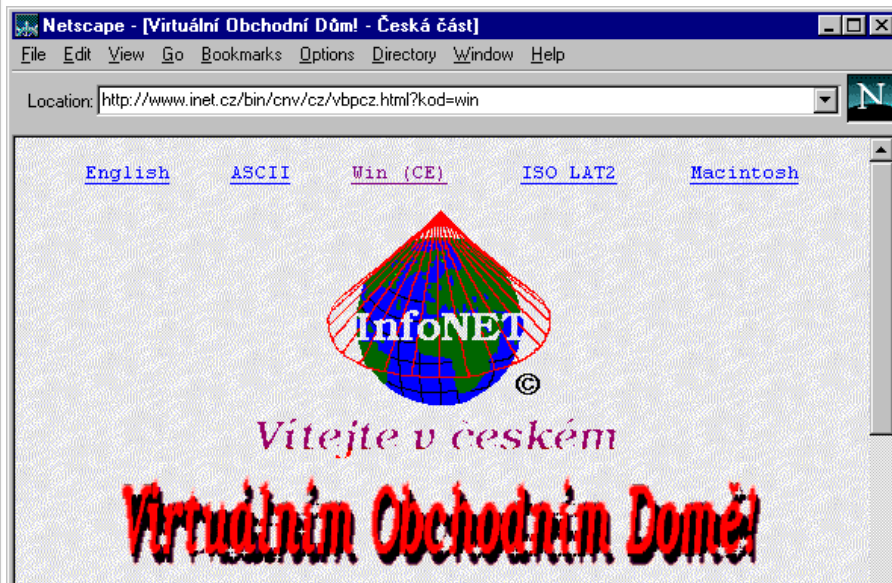 Netscape - [Virtuální Obchodní Dům! - Česká část]
File Edit View Go Bookmarks Options Directory Window Help
Location: http://www.inet.cz/bin/cnv/cz/vbpcz.html?kod=win
N
English ASCII Win (CE) ISO LAT2 Macintosh
InfoNET
©
Vítejte v českém
Virtuálním Obchodním Domě!